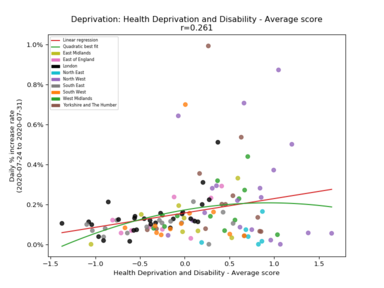 Deprivation: Health Deprivation and Disability - Average score
r=0.261
Daily % increase rate
(2020-07-24 to 2020-07-31)
1.0%
0.8%
0.6%
0.4%
0.2%
0.0%
Linear regression
Quadratic best fit
East Midlands
East of England
London
North East
North West
South East
South West
West Midlands
Yorkshire and The Humber
−1.5 −1.0 −0.5 0.0 0.5 1.0 1.5
Health Deprivation and Disability - Average score